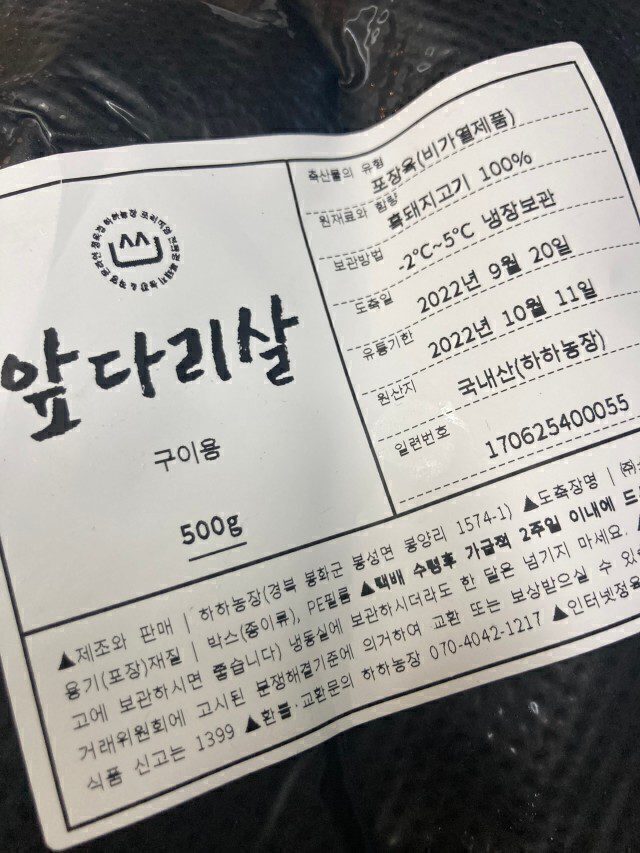 앞다리살
구이용
500g
축산물의 유형 포장육(비가열제품)
원재료와 함량 흑돼지고기 100%
보관방법 -2℃~5℃ 냉장보관
도축일 2022년 9월 20일
유통기한 2022년 10월 11일
원산지 국내산(하하농장)
일련번호 170625400055
▲제조와 판매 | 하하농장(경북 봉화군 봉성면 봉양리 1574-1) ▲도축장명 | (주)
용기(포장)재질 | 박스(종이류), PE필름 ▲택배 수령후 가급적 2주일 이내에 드
고에 보관하시면 좋습니다) 냉동실에 보관하시더라도 한 달은 넘기지 마세요.
거래위원회에 고시된 분쟁해결기준에 의거하여 교환 또는 보상받으실 수 있
식품 신고는 1399 ▲환불·교환문의 하하농장 070-4042-1217 ▲인터넷정육